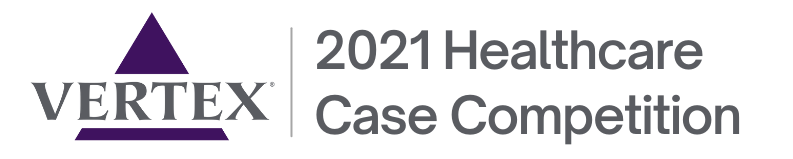 VERTEX®
2021 Healthcare
Case Competition